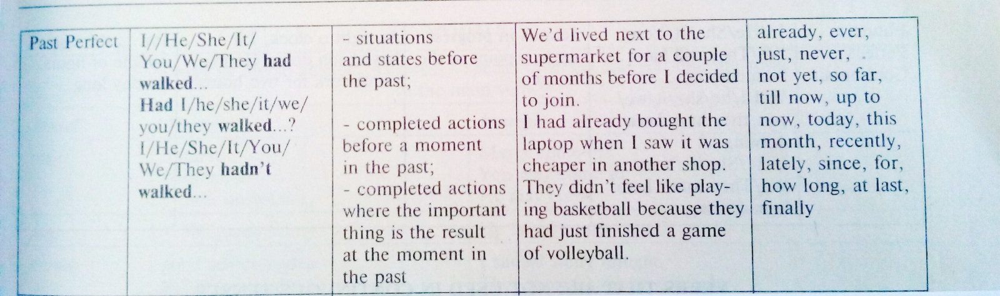 Past Perfect
I//He/She/It/
You/We/They had
walked...
Had I/he/she/it/we/
you/they walked...?
I/He/She/It/You/
We/They hadn't
walked...
- situations
and states before
the past;
- completed actions
before a moment
in the past;
- completed actions
where the important
thing is the result
at the moment in
the past
We'd lived next to the
supermarket for a couple
of months before I decided
to join.
I had already bought the
laptop when I saw it was
cheaper in another shop.
They didn't feel like play-
ing basketball because they
had just finished a game
of volleyball.
already, ever,
just, never,
not yet, so far,
till now, up to
now, today, this
month, recently,
lately, since, for,
how long, at last,
finally